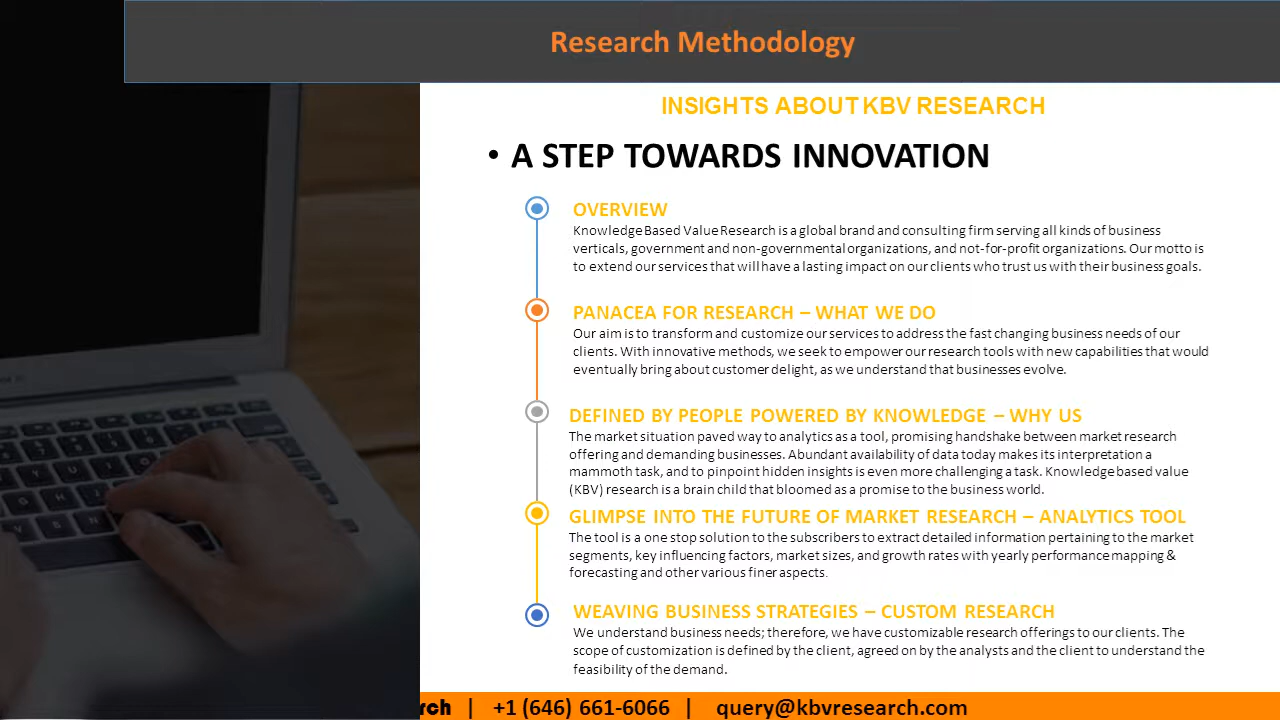 Research Methodology
INSIGHTS ABOUT KBV RESEARCH
• A STEP TOWARDS INNOVATION
OVERVIEW
Knowledge Based Value Research is a global brand and consulting firm serving all kinds of business
verticals, government and non-governmental organizations, and not-for-profit organizations. Our motto is
to extend our services that will have a lasting impact on our clients who trust us with their business goals.
PANACEA FOR RESEARCH – WHAT WE DO
Our aim is to transform and customize our services to address the fast changing business needs of our
clients. With innovative methods, we seek to empower our research tools with new capabilities that would
eventually bring about customer delight, as we understand that businesses evolve.
DEFINED BY PEOPLE POWERED BY KNOWLEDGE – WHY US
The market situation paved way to analytics as a tool, promising handshake between market research
offering and demanding businesses. Abundant availability of data today makes its interpretation a
mammoth task, and to pinpoint hidden insights is even more challenging a task. Knowledge based value
(KBV) research is a brain child that bloomed as a promise to the business world.
GLIMPSE INTO THE FUTURE OF MARKET RESEARCH – ANALYTICS TOOL
The tool is a one stop solution to the subscribers to extract detailed information pertaining to the market
segments, key influencing factors, market sizes, and growth rates with yearly performance mapping &
forecasting and other various finer aspects.
WEAVING BUSINESS STRATEGIES – CUSTOM RESEARCH
We understand business needs; therefore, we have customizable research offerings to our clients. The
scope of customization is defined by the client, agreed on by the analysts and the client to understand the
feasibility of the demand.
rch | +1 (646) 661-6066 | query@kbvresearch.com